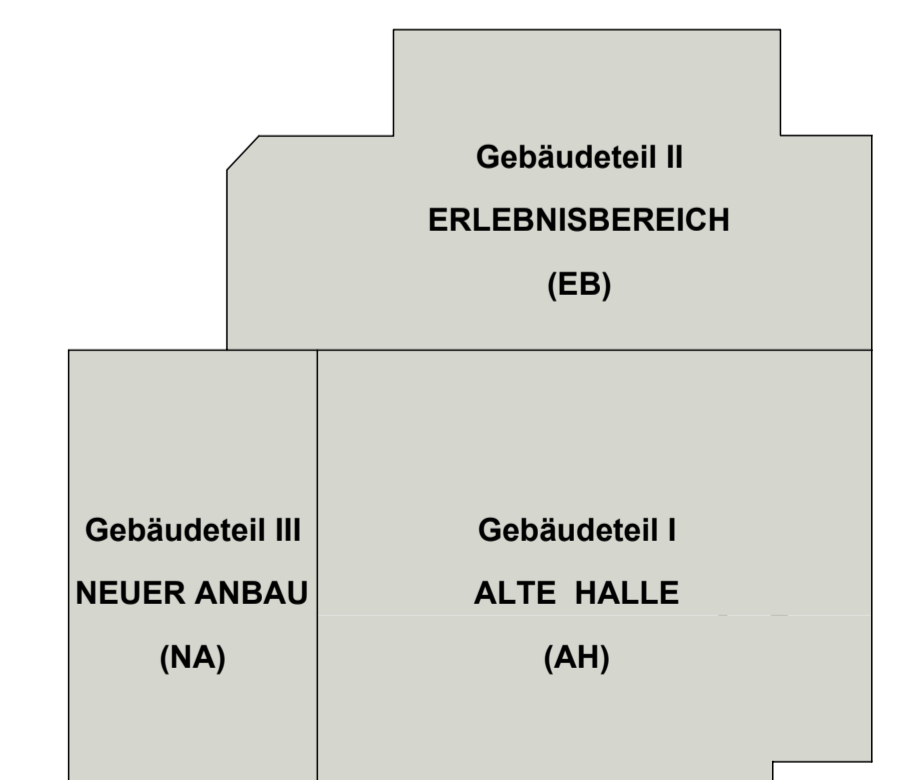 Gebäudeteil II
ERLEBNISBEREICH
(EB)
Gebäudeteil III
NEUER ANBAU
(NA)
Gebäudeteil I
ALTE HALLE
(AH)